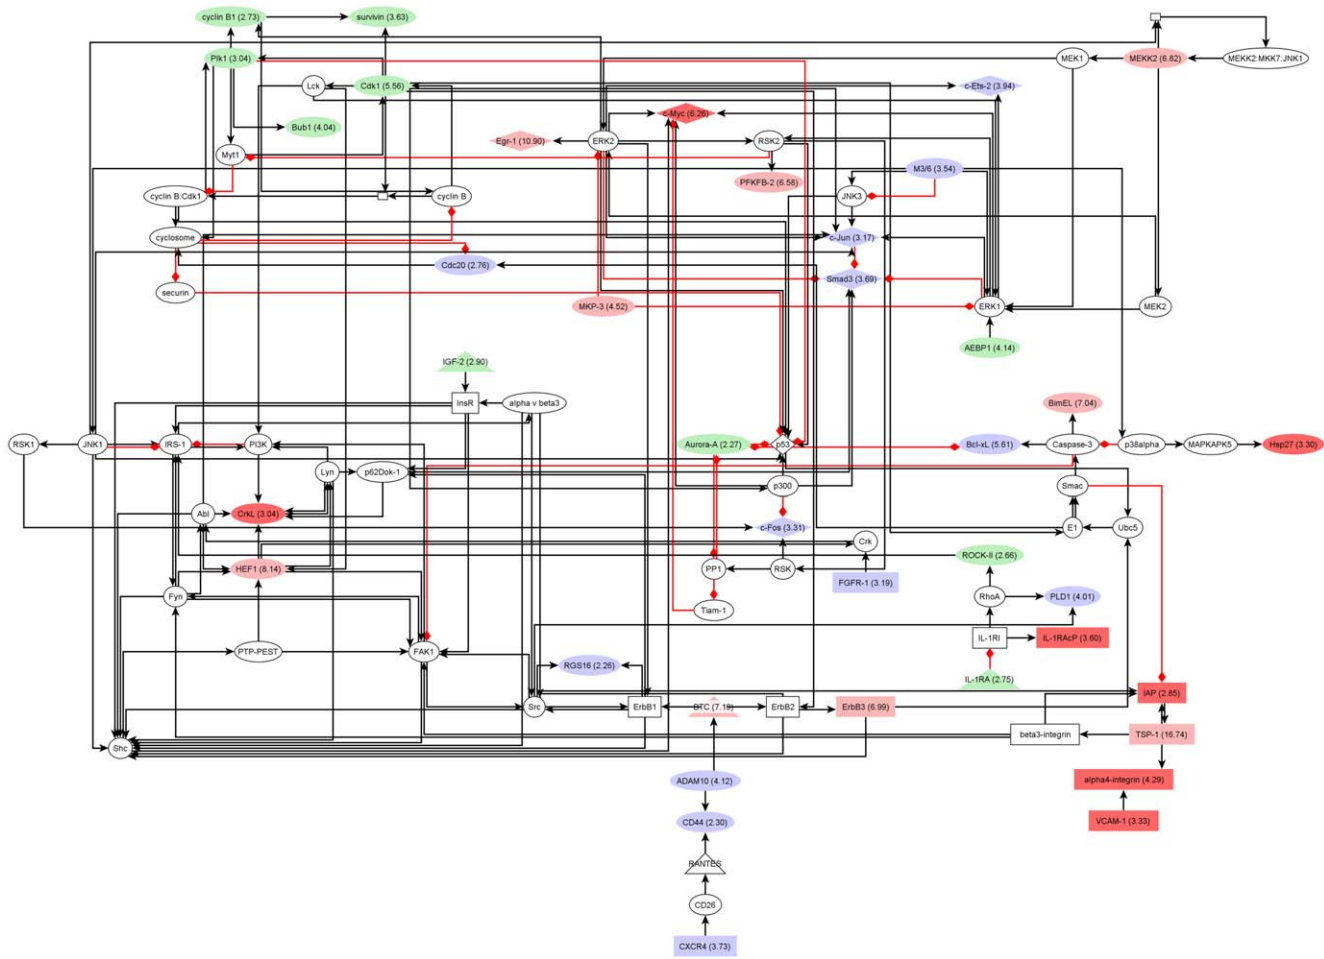 cyclin B1 (2.73)
survivin (3.63)
Plk1 (3.04)
MEK1
MEKK2 (6.82)
MEKK2:MKK7:JNK1
Lck
Cdk1 (5.56)
c-Ets-2 (3.94)
c-Myc (6.26)
Bub1 (4.04)
Egr-1 (10.90)
ERK2
RSK2
Myt1
M3/6 (3.54)
PFKFB-2 (6.58)
cyclin B:Cdk1
cyclin B
JNK3
cyclosome
c-Jun (3.17)
Cdc20 (2.76)
Smad3 (3.69)
securin
MKP-3 (4.52)
ERK1
MEK2
AEBP1 (4.14)
IGF-2 (2.90)
InsR
alpha v beta3
BimEL (7.04)
RSK1
JNK1
IRS-1
PI3K
Aurora-A (2.27)
p53
Bcl-xL (5.61)
Caspase-3
p38alpha
MAPKAPK5
Hsp27 (3.30)
Lyn
p62Dok-1
p300
Smac
Abl
CrkL (3.04)
c-Fos (3.31)
E1
Ubc5
Crk
ROCK-II (2.66)
HEF1 (8.14)
PP1
RSK
FGFR-1 (3.19)
Fyn
RhoA
PLD1 (4.01)
Tiam-1
IL-1RI
IL-1RAcP (3.60)
PTP-PEST
FAK1
RGS16 (2.26)
IL-1RA (2.75)
IAP (2.85)
Src
ErbB1
BTC (7.19)
ErbB2
ErbB3 (6.99)
beta3-integrin
TSP-1 (16.74)
Shc
ADAM10 (4.12)
alpha4-integrin (4.29)
CD44 (2.30)
VCAM-1 (3.33)
RANTES
CD26
CXCR4 (3.73)